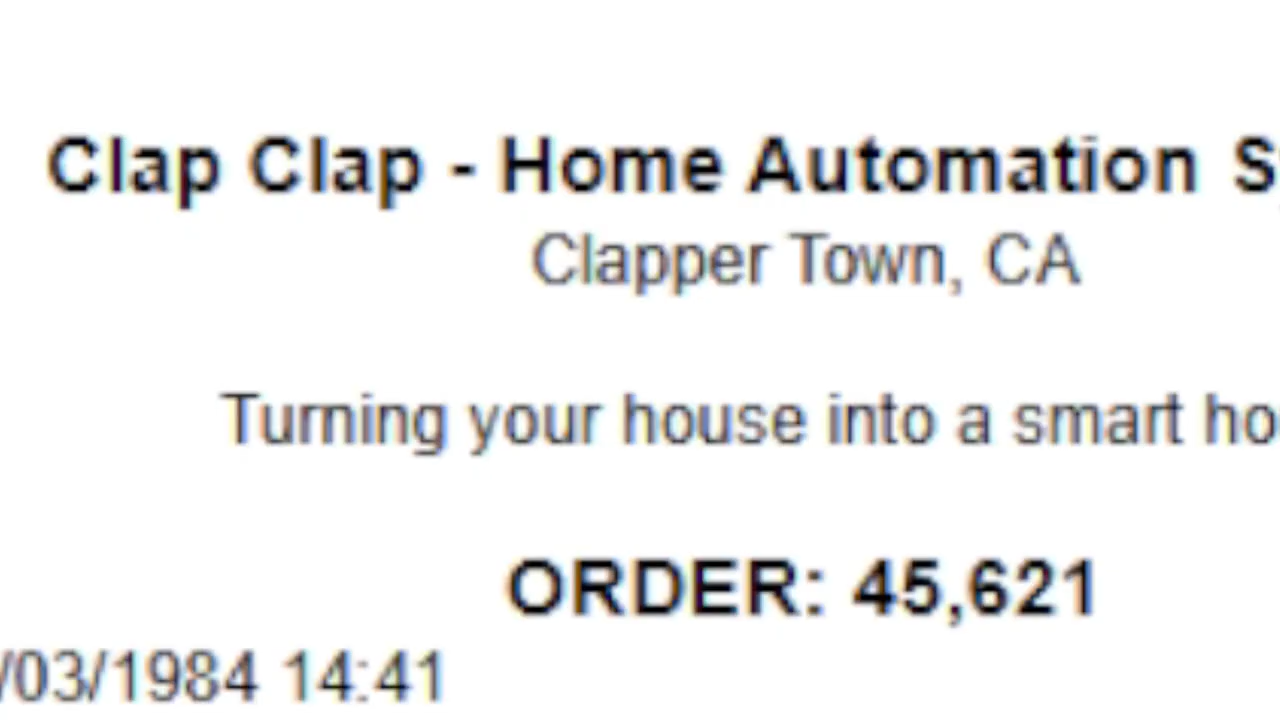 Clap Clap - Home Automation
Clapper Town, CA
Turning your house into a smart
ORDER: 45,621
/03/1984 14:41